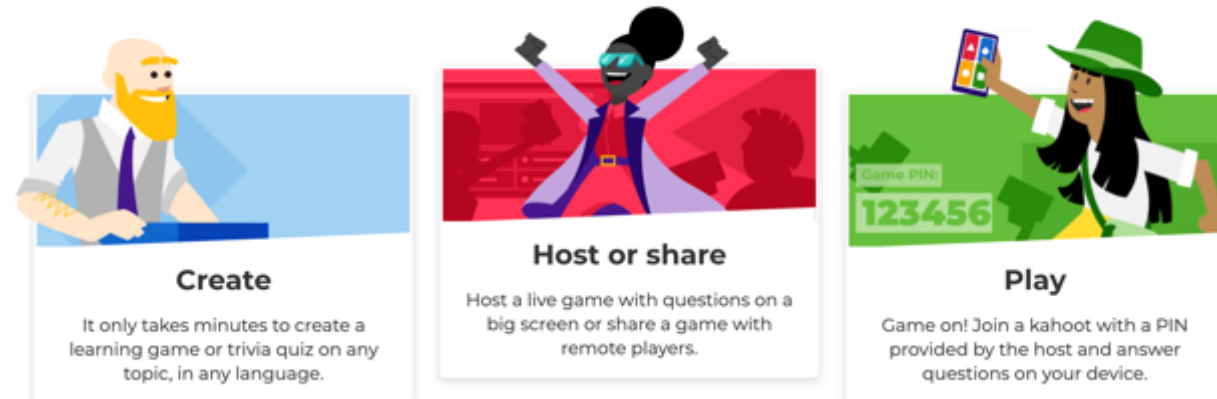 Create
It only takes minutes to create a
learning game or trivia quiz on any
topic, in any language.
Host or share
Host a live game with questions on a
big screen or share a game with
remote players.
Game PIN:
123456
Play
Game on! Join a kahoot with a PIN
provided by the host and answer
questions on your device.